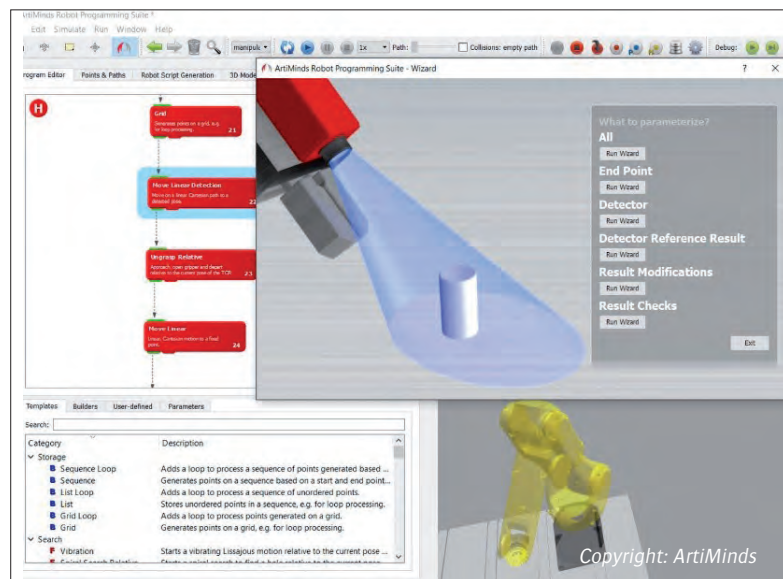 ArtiMinds Robot Programming Suite *
Edit Simulate Run Window Help
manipuk 1x Path: Collisions: empty path Debug:
rogram Editor Points & Paths Robot Script Generation 3D Mode
ArtiMinds Robot Programming Suite - Wizard ? ✕
H
Grid
Generate points on a grid, e.g.
for loop processing.
21
Move Linear Detection
Move on a linear Cartesian path to a
detected pose.
22
Ungrasp Relative
Approach, open gripper and depart
relative to the current pose of the TCP.
23
Move Linear
Linear, Cartesian motion to a fixed
point.
24
What to parameterize?
All
Run Wizard
End Point
Run Wizard
Detector
Run Wizard
Detector Reference Result
Run Wizard
Result Modifications
Run Wizard
Result Checks
Run Wizard
Exit
Templates Builders User-defined Parameters
Search:
Category Description
Storage
B Sequence Loop Adds a loop to process a sequence of points generated based ...
B Sequence Generates points on a sequence based on a start and end point...
B List Loop Adds a loop to process a sequence of unordered points.
B List Stores unordered points in a sequence, e.g. for loop processing.
B Grid Loop Adds a loop to process points generated on a grid.
B Grid Generates points on a grid, e.g. for loop processing.
Search
F Vibration Starts a vibrating Lissajous motion relative to the current pose ...
Copyright: ArtiMinds